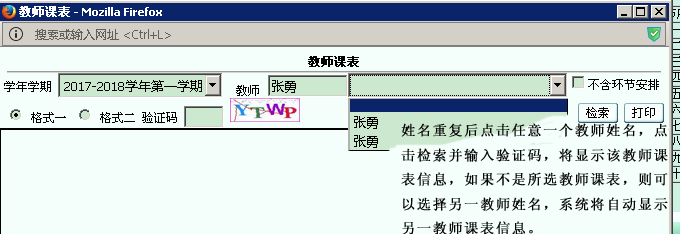 教师课表 - Mozilla Firefox
搜索或输入网址 <Ctrl+L>
教师课表
学年学期 2017-2018学年第一学期 教师 张勇 不含环节安排
格式一 格式二 验证码 YTWP 检索 打印
张勇
张勇
姓名重复后点击任意一个教师姓名，点
击检索并输入验证码，将显示该教师课
表信息，如果不是所选教师课表，则可
以选择另一教师姓名，系统将自动显示
另一教师课表信息。